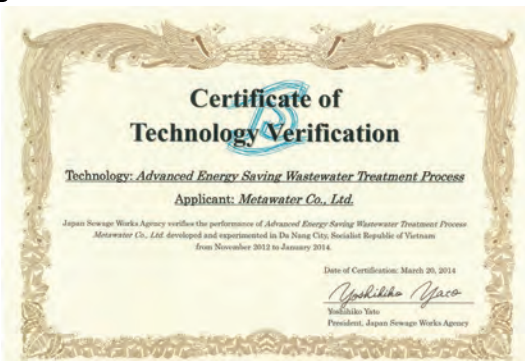 Certificate of
Technology Verification
Technology: Advanced Energy Saving Wastewater Treatment Process
Applicant: Metawater Co., Ltd.
Japan Sewage Works Agency verifies the performance of Advanced Energy Saving Wastewater Treatment Process
Metawater Co., Ltd. developed and experimented in Da Nang City, Socialist Republic of Vietnam
from November 2012 to January 2014.
Date of Certification: March 20, 2014
Yoshihiko Yato
Yoshihiko Yato
President, Japan Sewage Works Agency